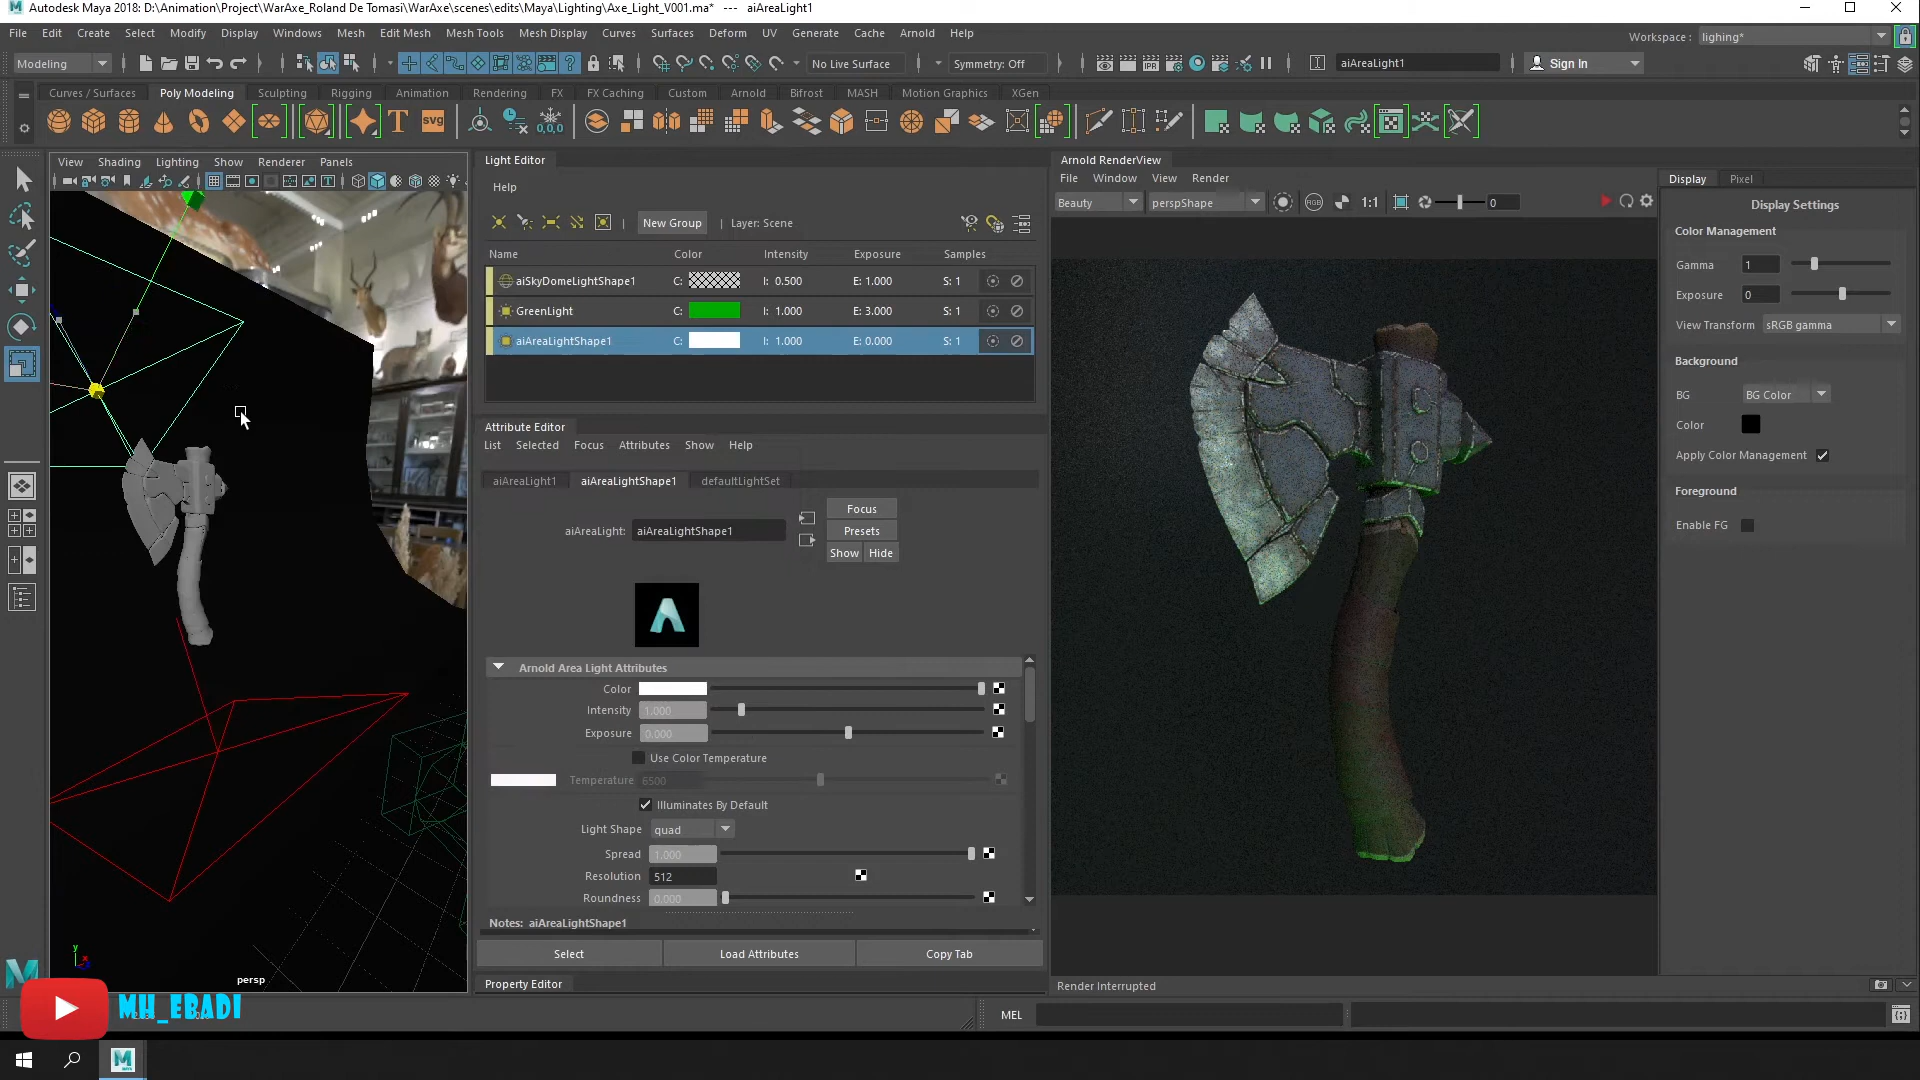 Autodesk Maya 2018: D:\Animation\Project\WarAxe_Roland De Tomasi\WarAxe\scenes\edits\Maya\Lighting\Axe_Light_V001.ma*   ---   aiAreaLight1
File Edit Create Select Modify Display Windows Mesh Edit Mesh Mesh Tools Mesh Display Curves Surfaces Deform UV Generate Cache Arnold Help
Workspace : lighing*
Modeling
No Live Surface
Symmetry: Off
aiAreaLight1
Sign In
Curves / Surfaces Poly Modeling Sculpting Rigging Animation Rendering FX FX Caching Custom Arnold Bifrost MASH Motion Graphics XGen
T
svg
0,0,0
View Shading Lighting Show Renderer Panels
persp
Light Editor
Help
New Group
Layer: Scene
Name Color Intensity Exposure Samples
aiSkyDomeLightShape1 C: I: 0.500 E: 1.000 S: 1
GreenLight C: I: 1.000 E: 3.000 S: 1
aiAreaLightShape1 C: I: 1.000 E: 0.000 S: 1
Attribute Editor
List Selected Focus Attributes Show Help
aiAreaLight1 aiAreaLightShape1 defaultLightSet
aiAreaLight: aiAreaLightShape1
Focus
Presets
Show Hide
Arnold Area Light Attributes
Color
Intensity 1.000
Exposure 0.000
Use Color Temperature
Temperature 6500
Illuminates By Default
Light Shape quad
Spread 1.000
Resolution 512
Roundness 0.000
Notes: aiAreaLightShape1
Select Load Attributes Copy Tab
Property Editor
Arnold RenderView
File Window View Render
Beauty
perspShape
RGB
1:1
0
Render Interrupted
Display Pixel
Display Settings
Color Management
Gamma 1
Exposure 0
View Transform sRGB gamma
Background
BG BG Color
Color
Apply Color Management
Foreground
Enable FG
MH_EBADI
MEL